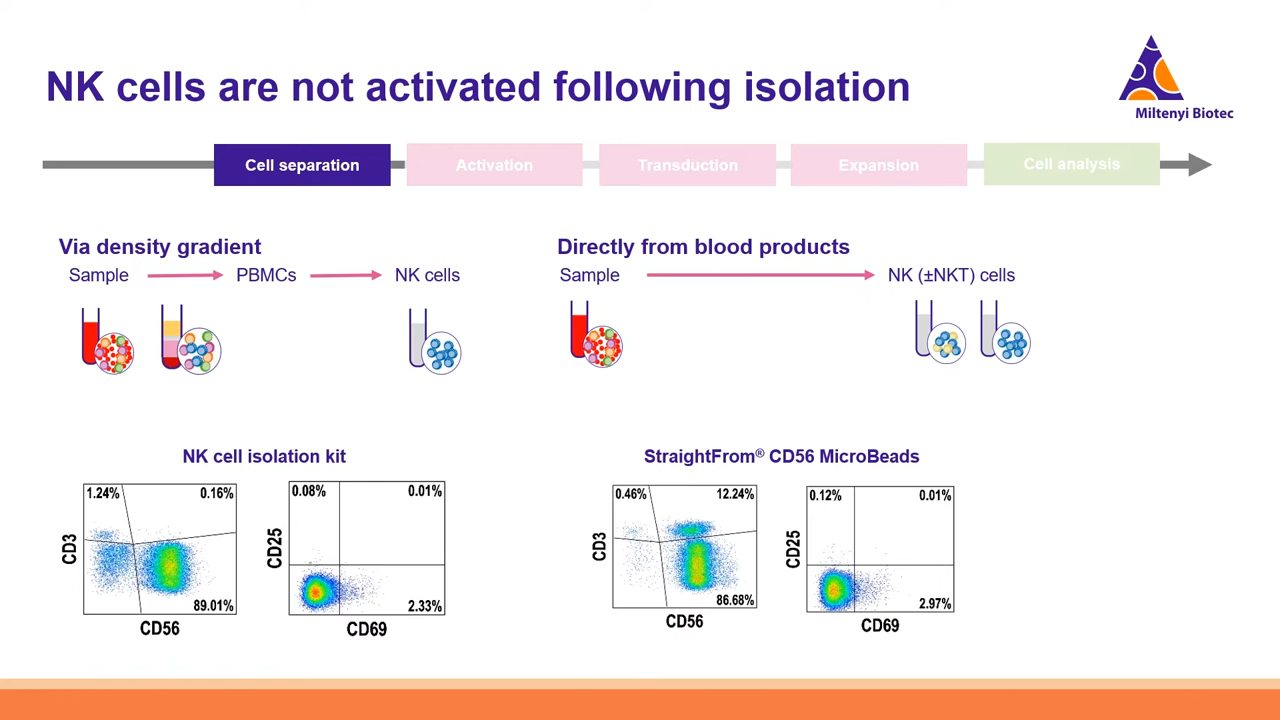 NK cells are not activated following isolation
Miltenyi Biotec
Cell separation
Activation
Transduction
Expansion
Cell analysis
Via density gradient
Sample
PBMCs
NK cells
Directly from blood products
Sample
NK (±NKT) cells
NK cell isolation kit
1.24%
0.16%
CD3
89.01%
CD56
0.08%
0.01%
CD25
2.33%
CD69
StraightFrom® CD56 MicroBeads
0.46%
12.24%
CD3
86.68%
CD56
0.12%
0.01%
CD25
2.97%
CD69